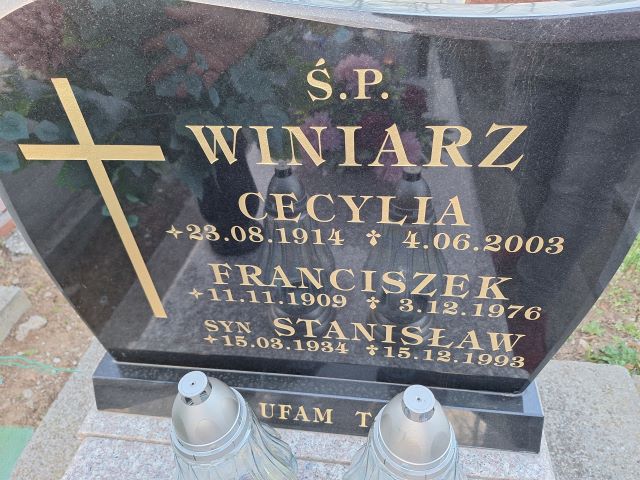 Ś.P.
WINIARZ
CECYLIA
✦23.08.1914 ✝ 4.06.2003
FRANCISZEK
✦11.11.1909 ✝ 3.12.1976
SYN STANISŁAW
✦15.03.1934 ✝15.12.1993
UFAM